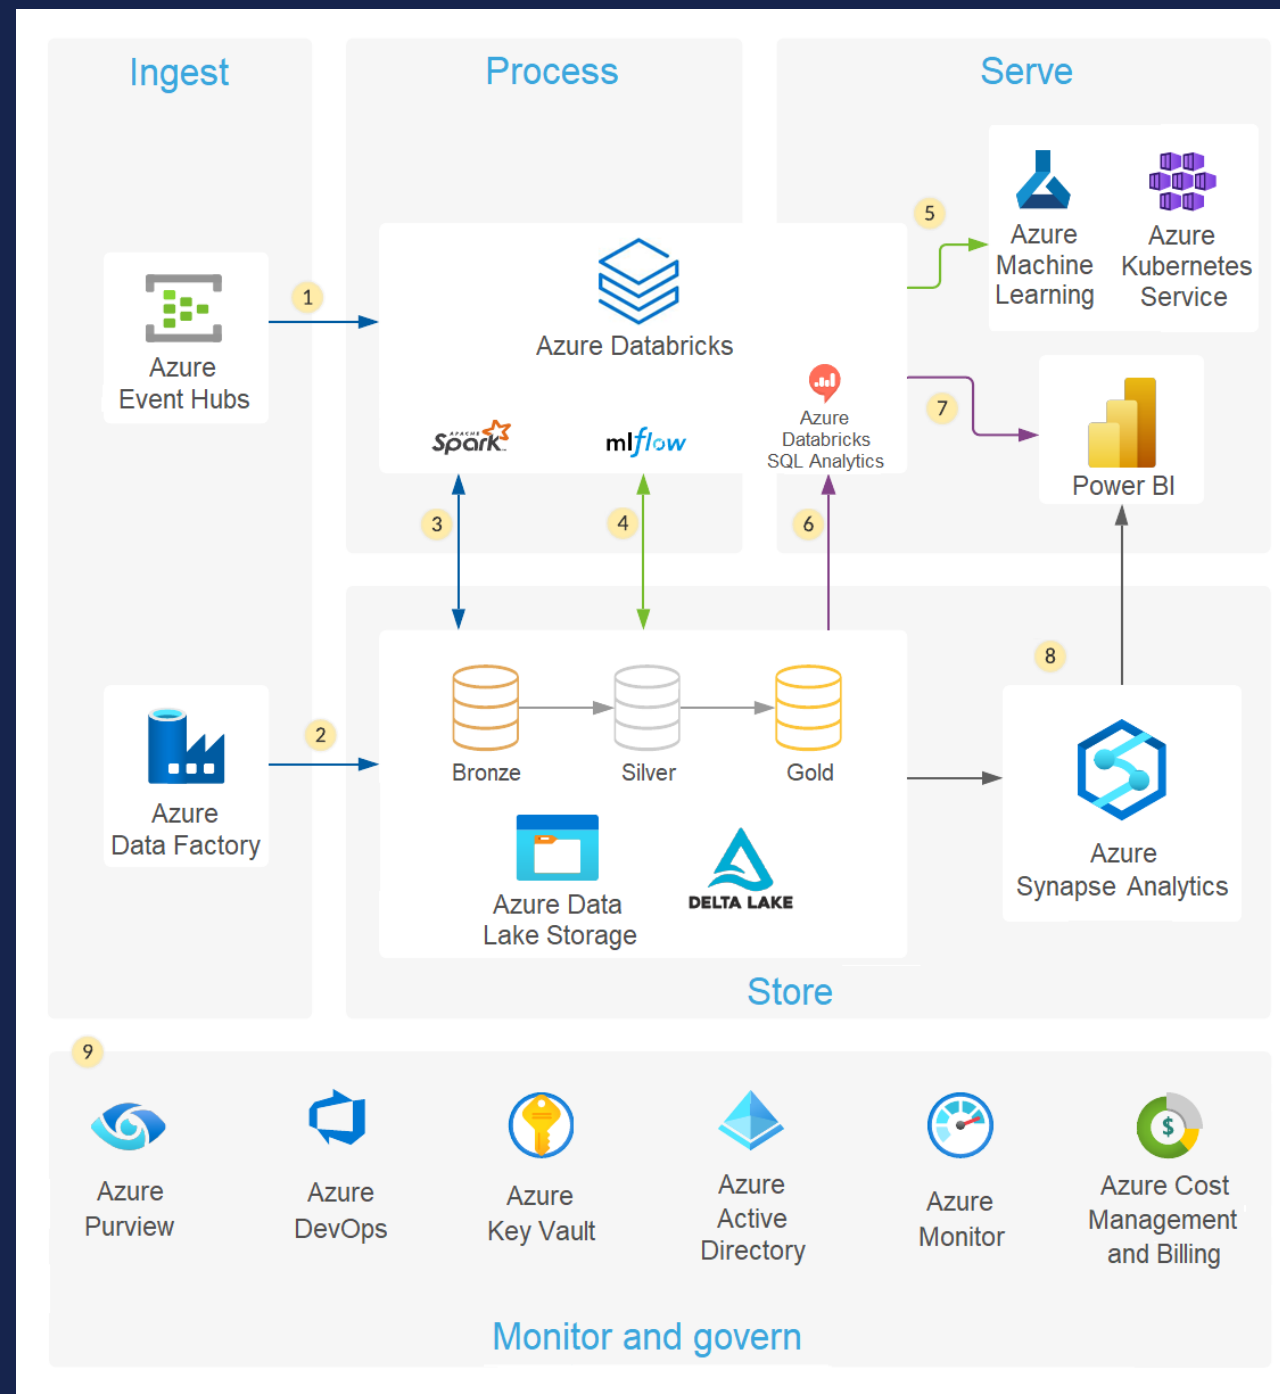 Ingest
Process
Serve
Azure
Machine
Learning
Azure
Kubernetes
Service
5
1
Azure
Event Hubs
Azure Databricks
APACHE
Spark
mlflow
Azure
Databricks
SQL Analytics
7
Power BI
3
4
6
8
2
Azure
Data Factory
Bronze
Silver
Gold
Azure Data
Lake Storage
DELTA LAKE
Azure
Synapse Analytics
Store
9
Azure
Purview
Azure
DevOps
Azure
Key Vault
Azure
Active
Directory
Azure
Monitor
$
Azure Cost
Management
and Billing
Monitor and govern